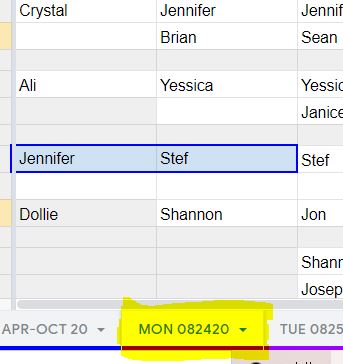 Crystal Jennifer Jennif
Brian Sean
Ali Yessica Yessic
Janice
Jennifer Stef Stef
Dollie Shannon Jon
Shanr
Josep
APR-OCT 20 MON 082420 TUE 0825